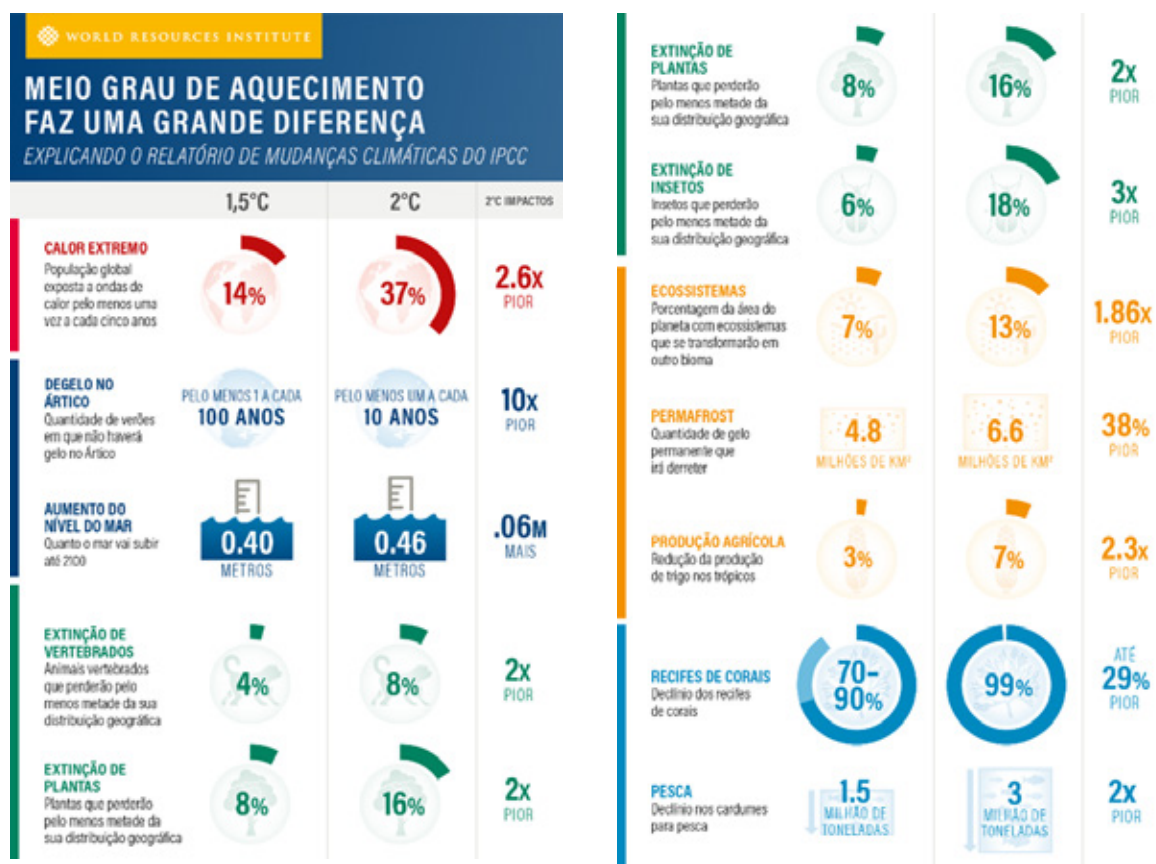 WORLD RESOURCES INSTITUTE
MEIO GRAU DE AQUECIMENTO
FAZ UMA GRANDE DIFERENÇA
EXPLICANDO O RELATÓRIO DE MUDANÇAS CLIMÁTICAS DO IPCC
1,5°C
2°C
2°C IMPACTOS
CALOR EXTREMO
População global
exposta a ondas de
calor pelo menos uma
vez a cada cinco anos
14%
37%
2.6x
PIOR
DEGELO NO
ÁRTICO
Quantidade de verões
em que não haverá
gelo no Ártico
PELO MENOS 1 A CADA
100 ANOS
PELO MENOS UM A CADA
10 ANOS
10x
PIOR
AUMENTO DO
NÍVEL DO MAR
Quanto o mar vai subir
até 2100
0.40
METROS
0.46
METROS
.06M
MAIS
EXTINÇÃO DE
VERTEBRADOS
Animais vertebrados
que perderão pelo
menos metade da sua
distribuição geográfica
4%
8%
2x
PIOR
EXTINÇÃO DE
PLANTAS
Plantas que perderão
pelo menos metade da
sua distribuição geográfica
8%
16%
2x
PIOR
EXTINÇÃO DE
PLANTAS
Plantas que perderão
pelo menos metade da
sua distribuição geográfica
8%
16%
2x
PIOR
EXTINÇÃO DE
INSETOS
Insetos que perderão
pelo menos metade da
sua distribuição geográfica
6%
18%
3x
PIOR
ECOSSISTEMAS
Porcentagem da área do
planeta com ecossistemas
que se transformarão em
outro bioma
7%
13%
1.86x
PIOR
PERMAFROST
Quantidade de gelo
permanente que
irá derreter
4.8
MILHÕES DE KM²
6.6
MILHÕES DE KM²
38%
PIOR
PRODUÇÃO AGRÍCOLA
Redução da produção
de trigo nos trópicos
3%
7%
2.3x
PIOR
RECIFES DE CORAIS
Declínio dos recifes
de corais
70-
90%
99%
ATÉ
29%
PIOR
PESCA
Declínio nos cardumes
para pesca
1.5
MILHÃO DE
TONELADAS
3
MILHÃO DE
TONELADAS
2x
PIOR